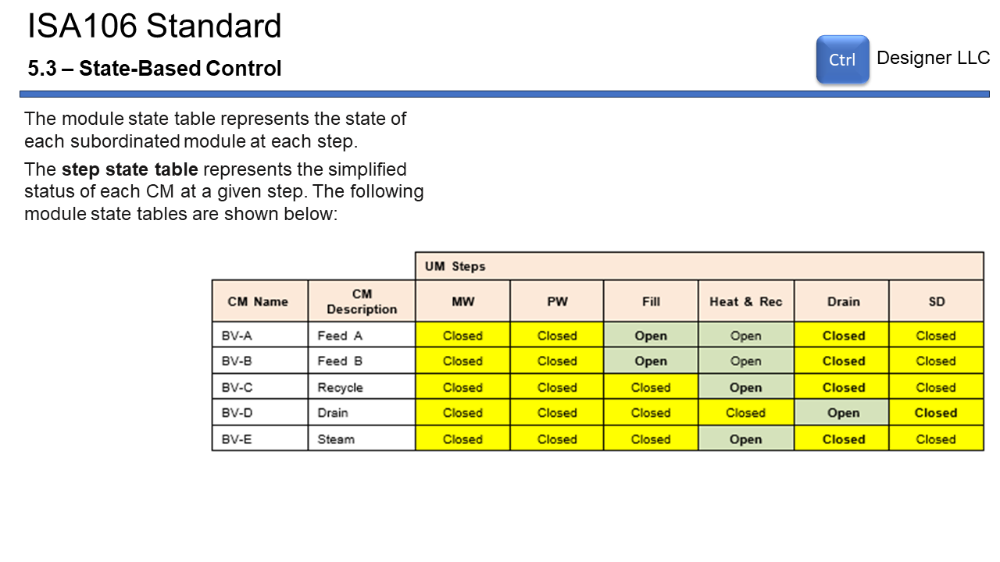 ISA106 Standard
5.3 – State-Based Control
Ctrl
Designer LLC
The module state table represents the state of
each subordinated module at each step.
The step state table represents the simplified
status of each CM at a given step. The following
module state tables are shown below:
UM Steps
CM Name CM Description MW PW Fill Heat & Rec Drain SD
BV-A Feed A Closed Closed Open Open Closed Closed
BV-B Feed B Closed Closed Open Open Closed Closed
BV-C Recycle Closed Closed Closed Open Closed Closed
BV-D Drain Closed Closed Closed Closed Open Closed
BV-E Steam Closed Closed Closed Open Closed Closed